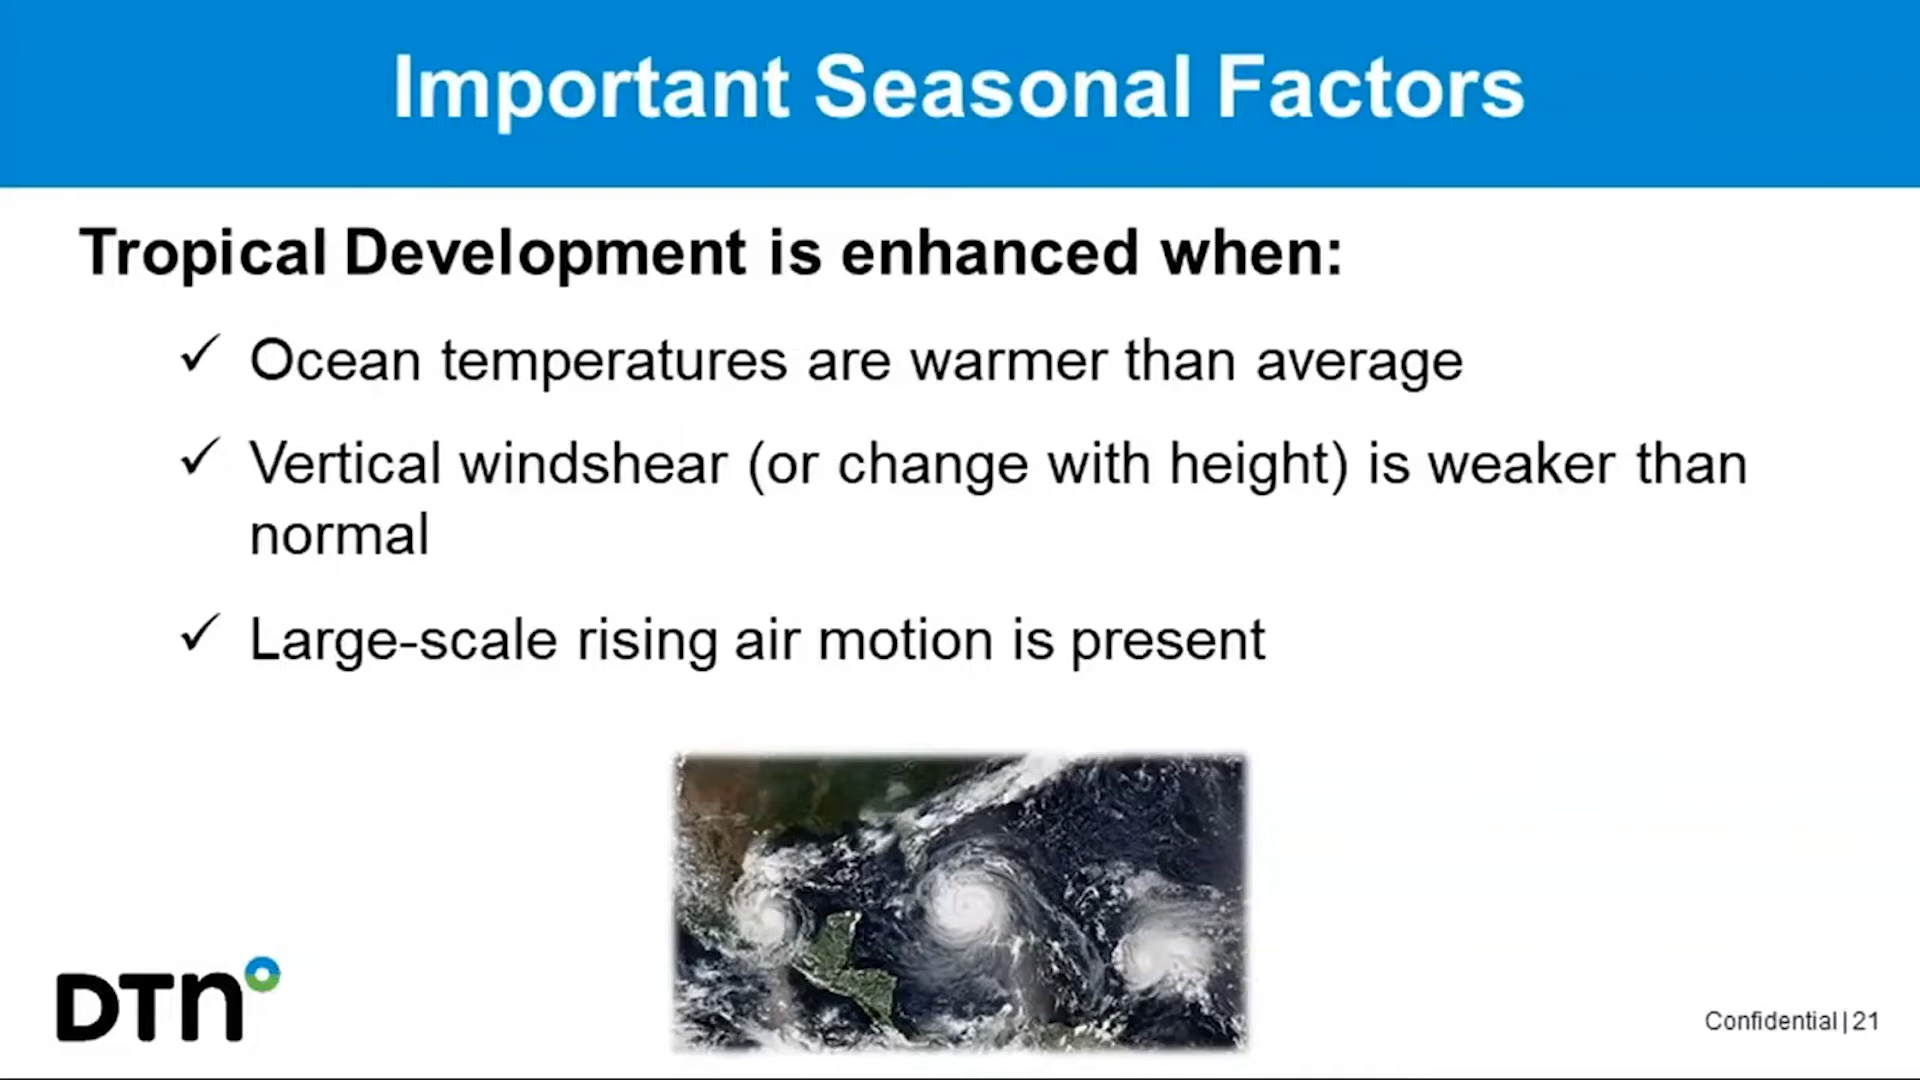 Important Seasonal Factors
Tropical Development is enhanced when:
✓ Ocean temperatures are warmer than average
✓ Vertical windshear (or change with height) is weaker than
normal
✓ Large-scale rising air motion is present
DTN
Confidential | 21